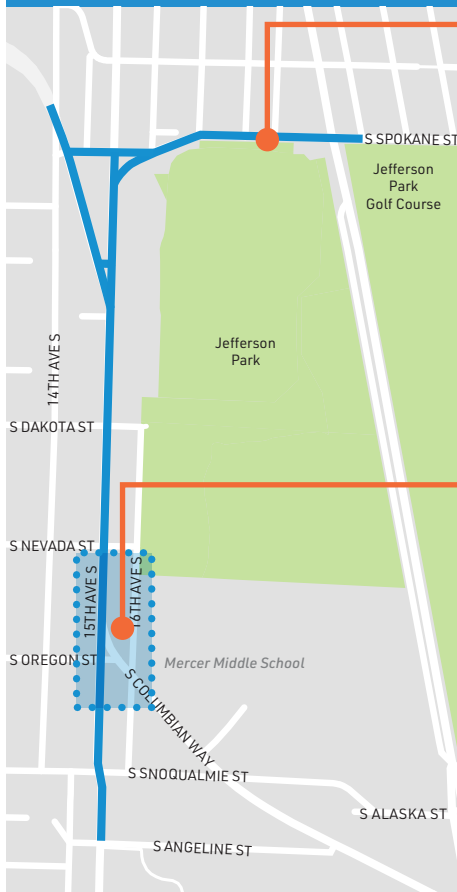 S SPOKANE ST
Jefferson
Park
Golf Course
Jefferson
Park
14TH AVE S
S DAKOTA ST
S NEVADA ST
15TH AVE S
16TH AVE S
S OREGON ST
Mercer Middle School
S COLUMBIAN WAY
S SNOQUALMIE ST
S ALASKA ST
S ANGELINE ST